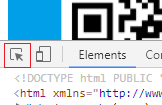 Elements
<!DOCTYPE html PUBLIC "-
<html xmlns="http://www